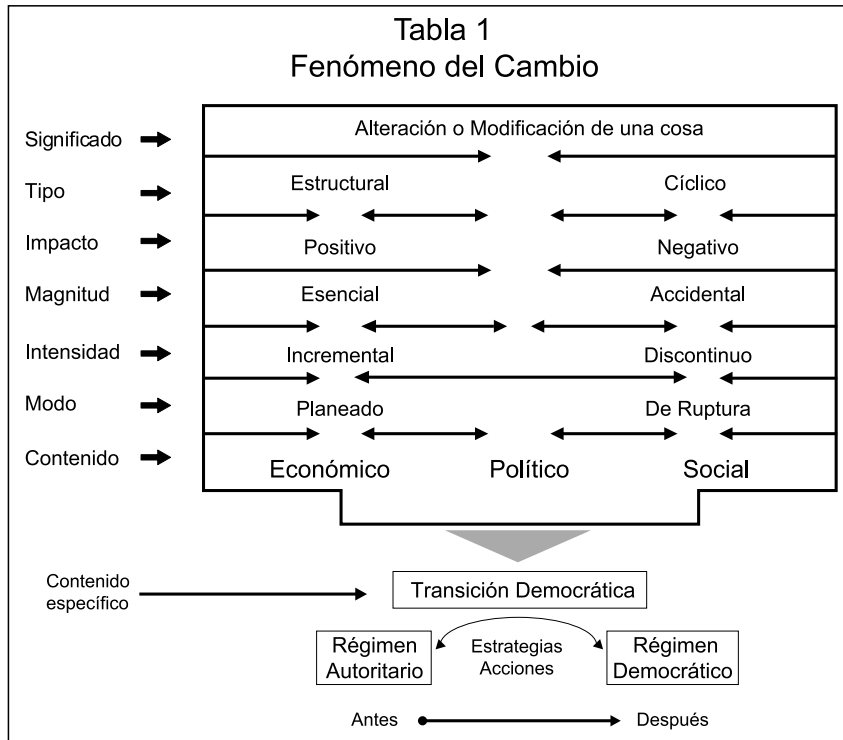 Tabla 1
Fenómeno del Cambio
Significado
Alteración o Modificación de una cosa
Tipo
Estructural
Cíclico
Impacto
Positivo
Negativo
Magnitud
Esencial
Accidental
Intensidad
Incremental
Discontinuo
Modo
Planeado
De Ruptura
Contenido
Económico
Político
Social
Contenido
específico
Transición Democrática
Régimen
Autoritario
Estrategias
Acciones
Régimen
Democrático
Antes
Después